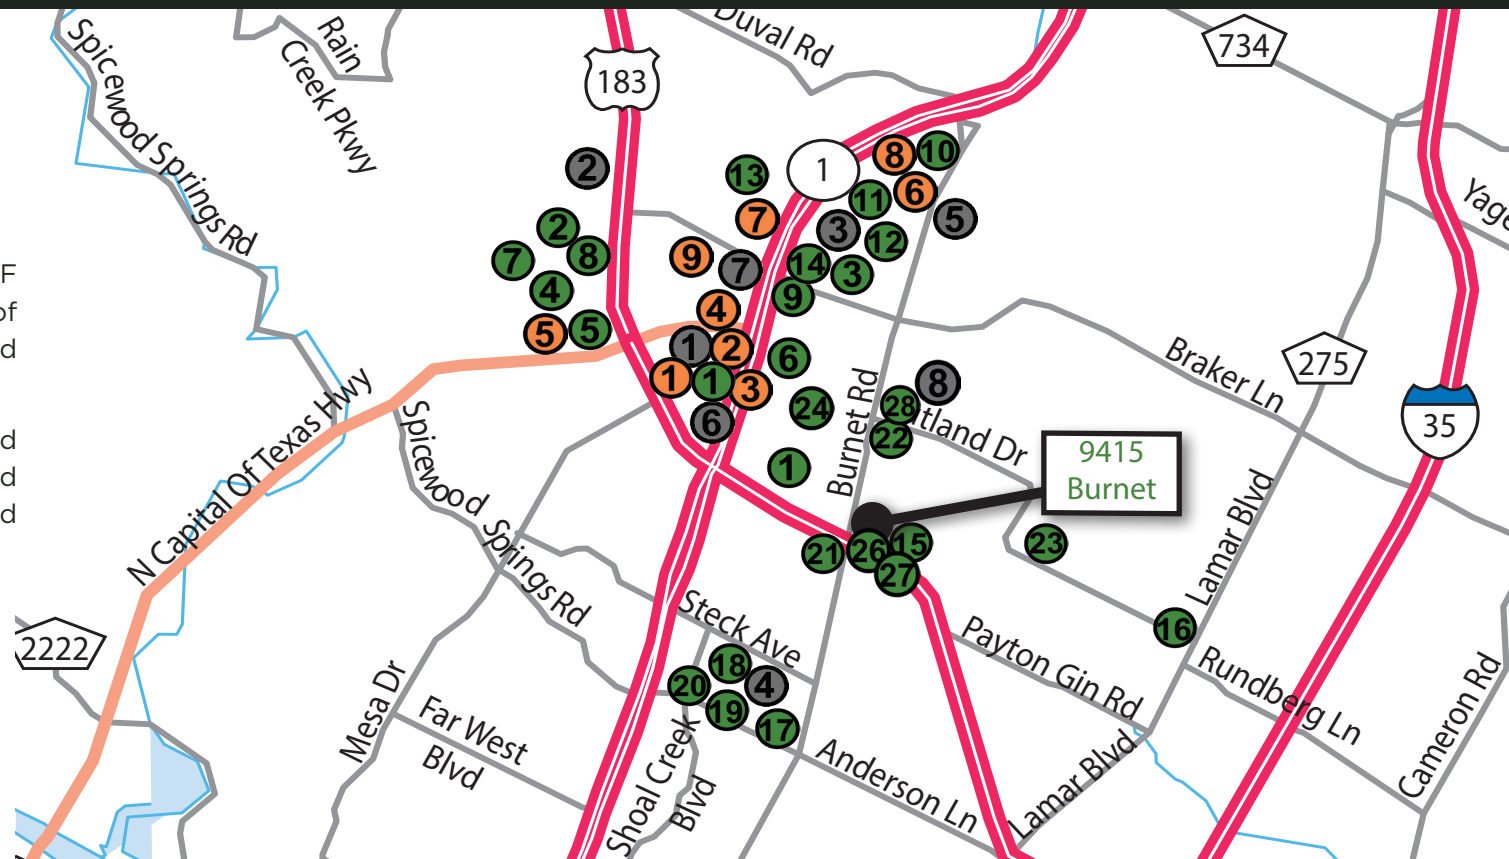 Duval Rd
734
Rain
Creek Pkwy
Spicewood Springs Rd
183
1
8
10
2
13
11
6
7
3
5
12
2
7
8
9
7
14
3
4
9
4
5
5
1
2
6
1
1
3
24
6
1
F
of
d
d
d
d
Braker Ln
275
35
8
28
tland Dr
22
Burnet Rd
9415
Burnet
N Capital Of Texas Hwy
Spicewood Springs Rd
21
26
15
27
23
16
Lamar Blvd
2222
Steck Ave
18
20
4
19
17
Payton Gin Rd
Rundberg Ln
Cameron Rd
Mesa Dr
Far West
Blvd
Shoal Creek
Blvd
Anderson Ln
Lamar Blvd